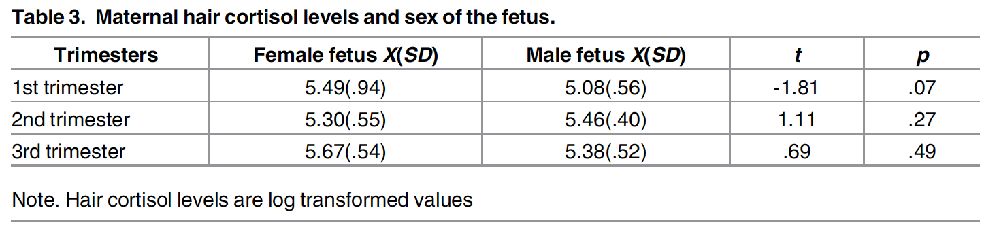 Table 3. Maternal hair cortisol levels and sex of the fetus.
Trimesters Female fetus X(SD) Male fetus X(SD) t p
1st trimester 5.49(.94) 5.08(.56) -1.81 .07
2nd trimester 5.30(.55) 5.46(.40) 1.11 .27
3rd trimester 5.67(.54) 5.38(.52) .69 .49
Note. Hair cortisol levels are log transformed values